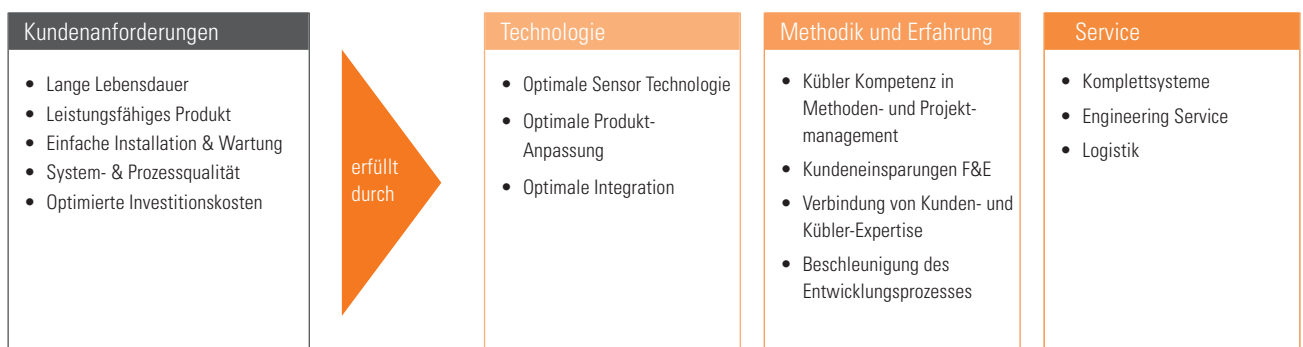 Kundenanforderungen
• Lange Lebensdauer
• Leistungsfähiges Produkt
• Einfache Installation & Wartung
• System- & Prozessqualität
• Optimierte Investitionskosten
erfüllt
durch
Technologie
• Optimale Sensor Technologie
• Optimale Produkt-
Anpassung
• Optimale Integration
Methodik und Erfahrung
• Kübler Kompetenz in
Methoden- und Projekt-
management
• Kundeneinsparungen F&E
• Verbindung von Kunden- und
Kübler-Expertise
• Beschleunigung des
Entwicklungsprozesses
Service
• Komplettsysteme
• Engineering Service
• Logistik